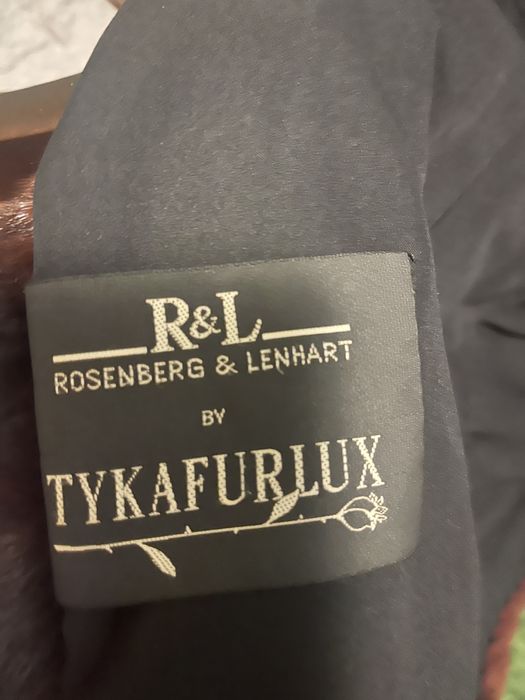 R&L
ROSENBERG & LENHART
BY
TYKAFURLUX